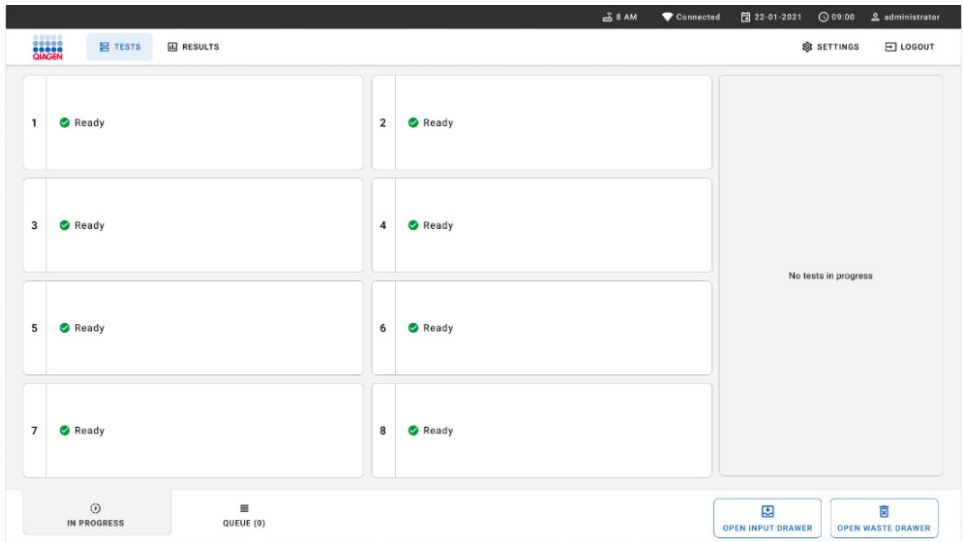 8 AM Connected 22-01-2021 09:00 administrator
QIAGEN TESTS RESULTS SETTINGS LOGOUT
1 Ready 2 Ready
3 Ready 4 Ready
No tests in progress
5 Ready 6 Ready
7 Ready 8 Ready
IN PROGRESS QUEUE (0) OPEN INPUT DRAWER OPEN WASTE DRAWER